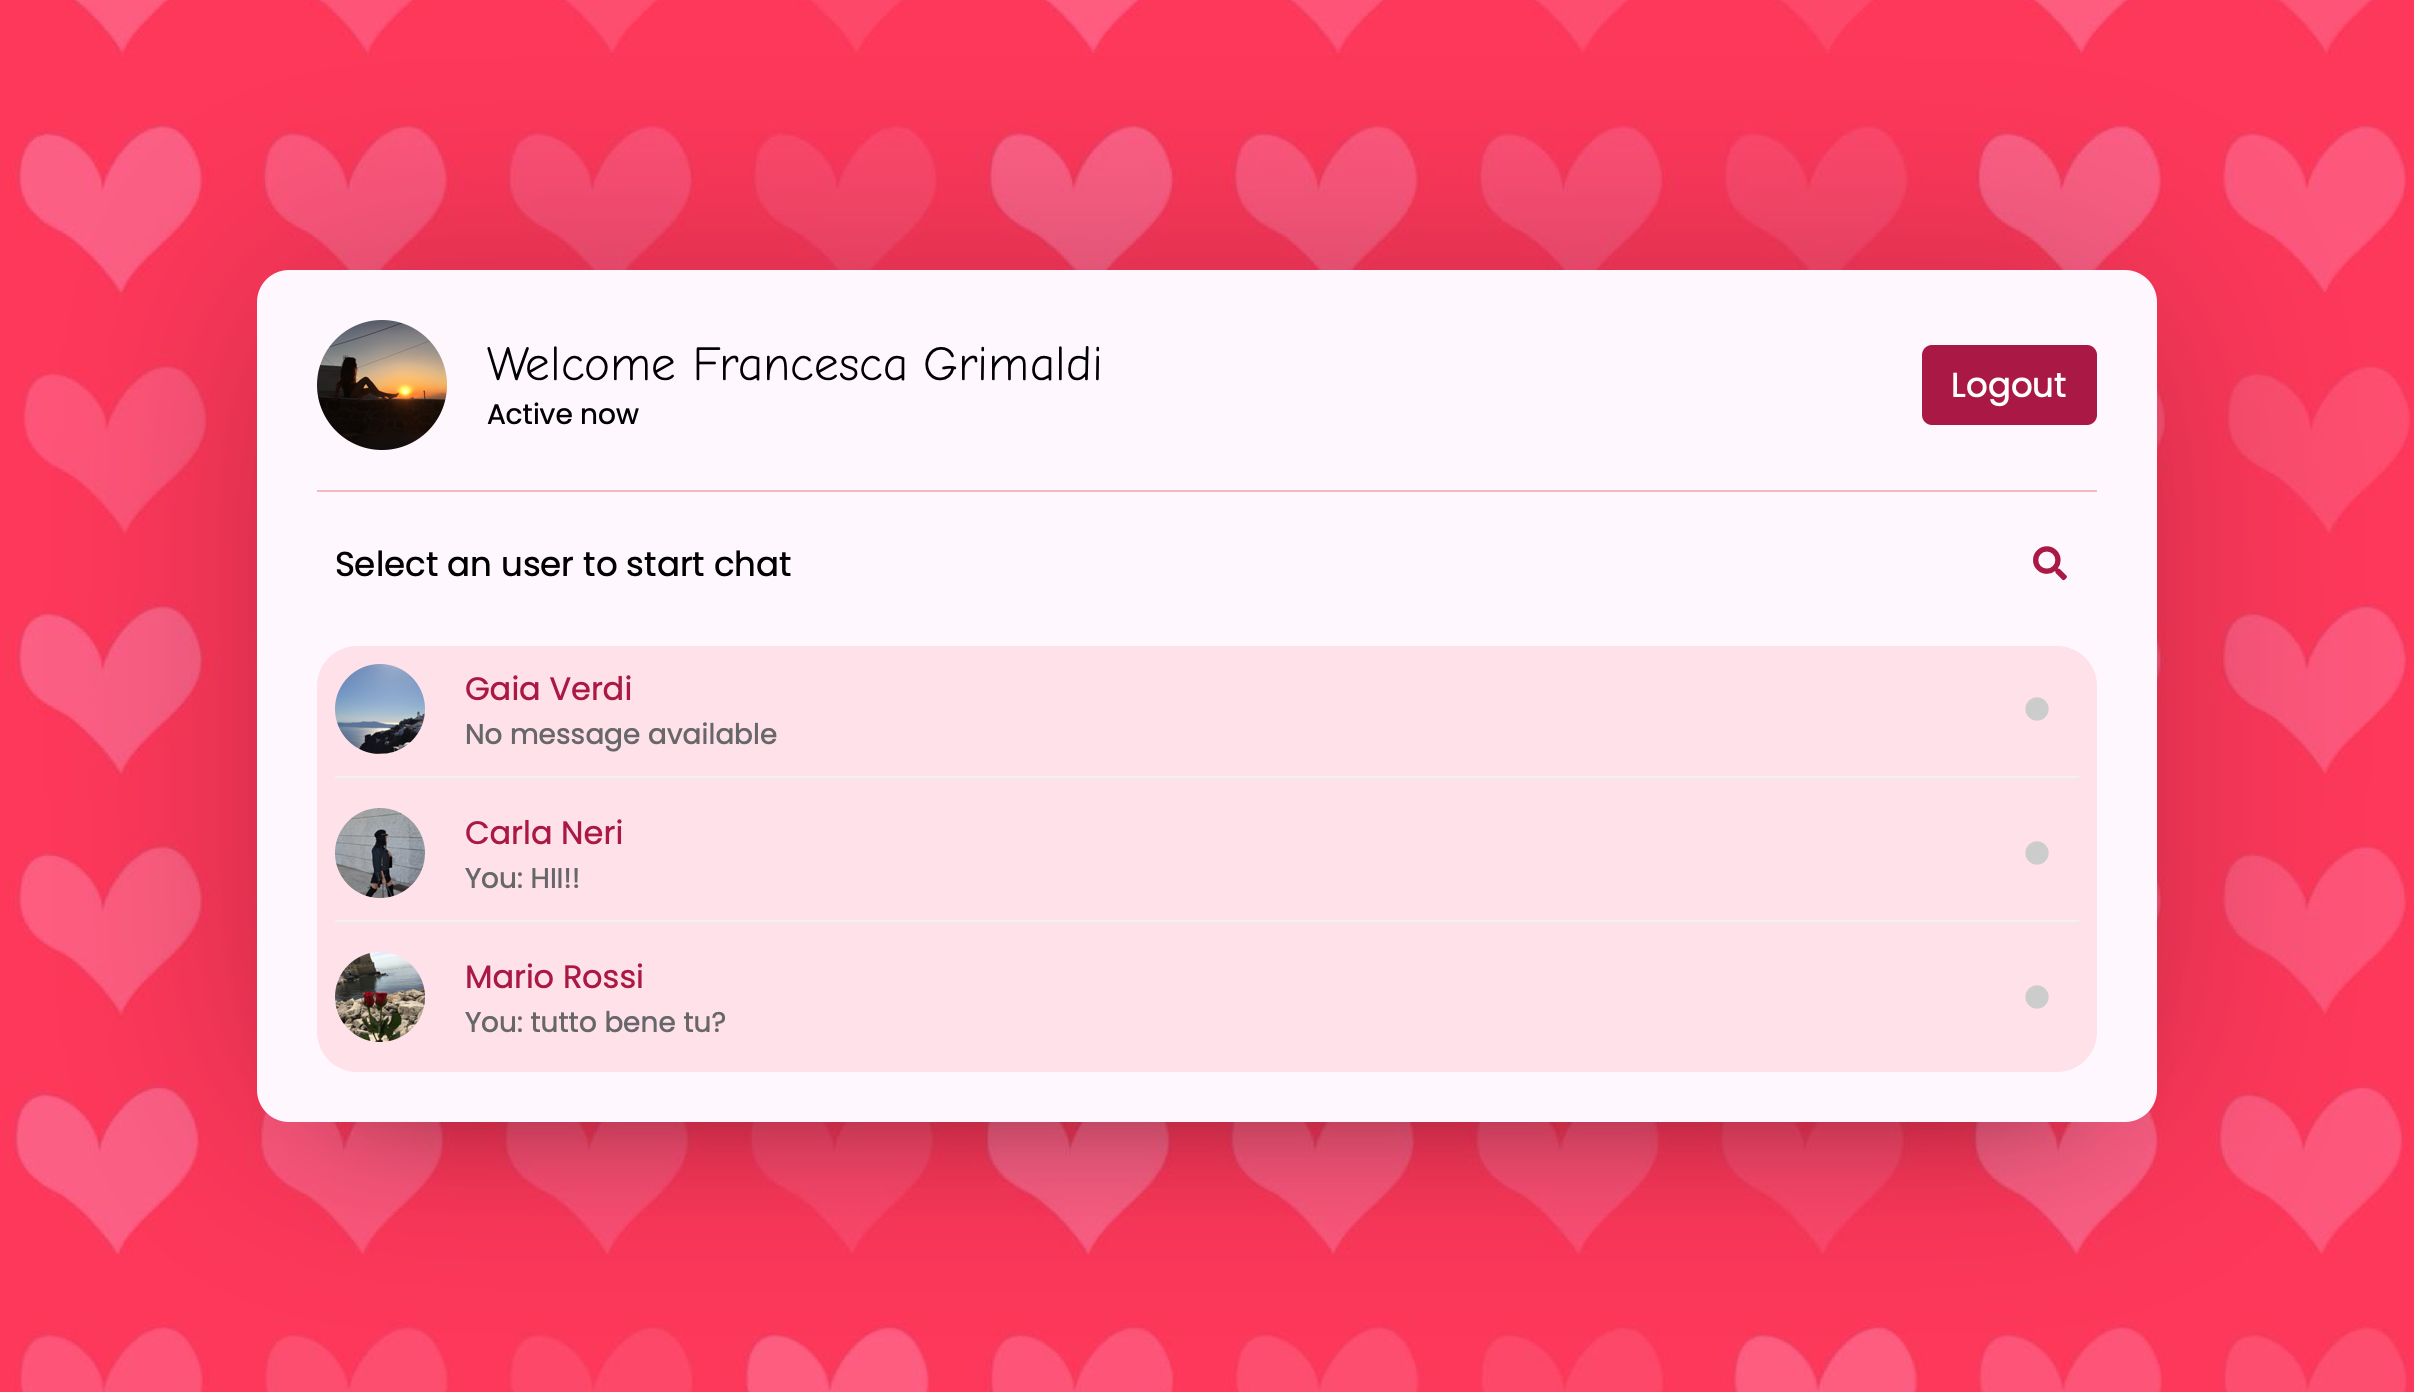 Welcome Francesca Grimaldi
Active now
Logout
Select an user to start chat
Gaia Verdi
No message available
Carla Neri
You: HII!!
Mario Rossi
You: tutto bene tu?